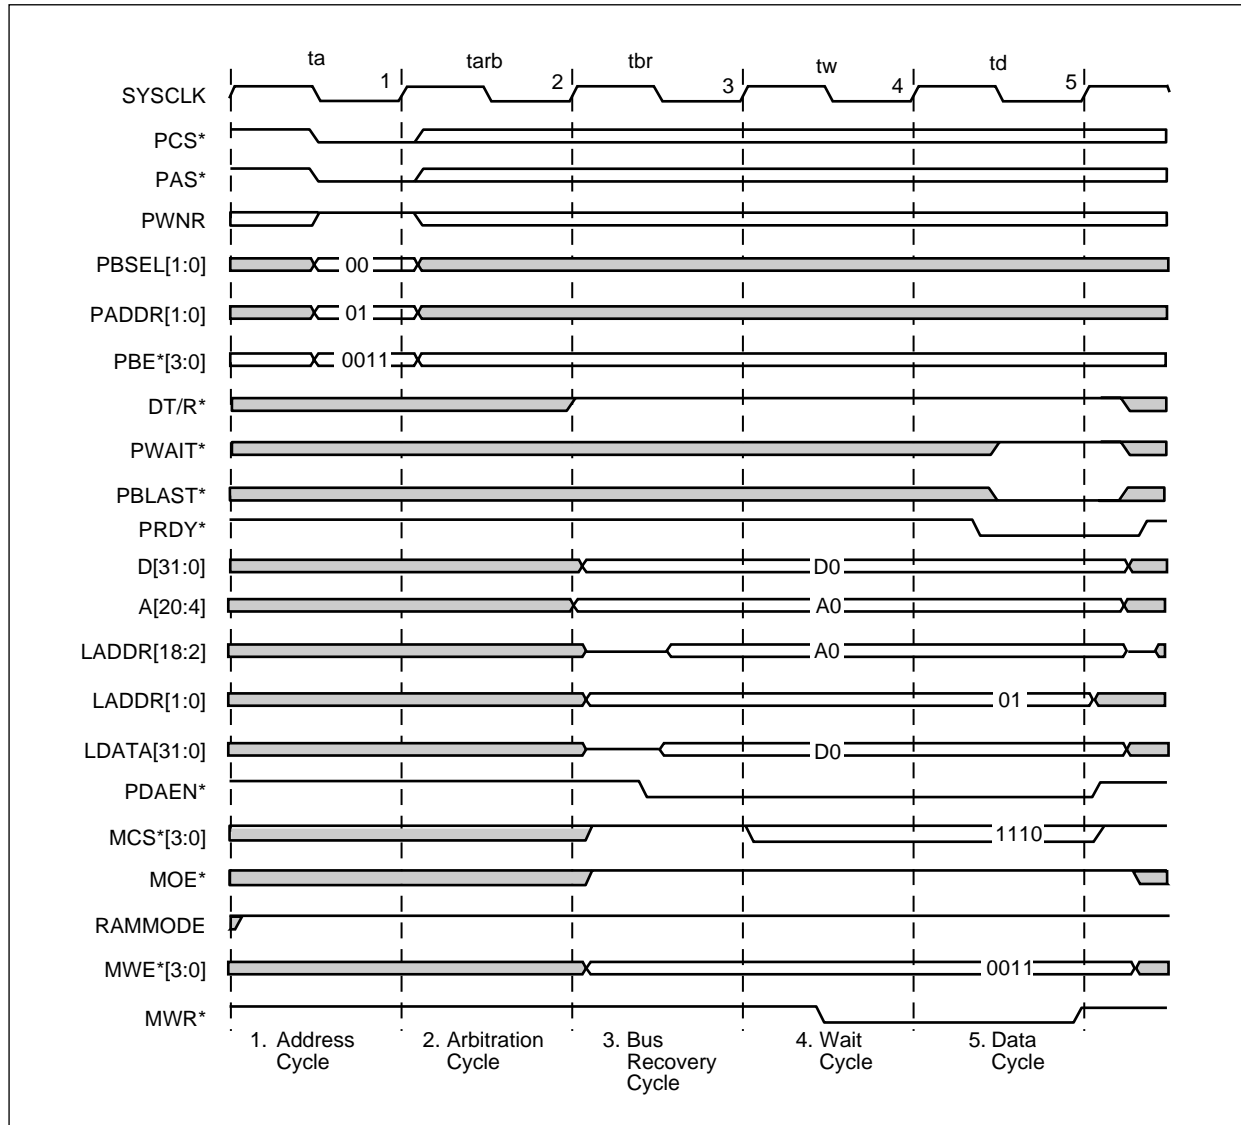 ta tarb tbr tw td
SYSCLK 1 2 3 4 5
PCS*
PAS*
PWNR
PBSEL[1:0] 00
PADDR[1:0] 01
PBE*[3:0] 0011
DT/R*
PWAIT*
PBLAST*
PRDY*
D[31:0] D0
A[20:4] A0
LADDR[18:2] A0
LADDR[1:0] 01
LDATA[31:0] D0
PDAEN*
MCS*[3:0] 1110
MOE*
RAMMODE
MWE*[3:0] 0011
MWR*
1. Address
Cycle
2. Arbitration
Cycle
3. Bus
Recovery
Cycle
4. Wait
Cycle
5. Data
Cycle